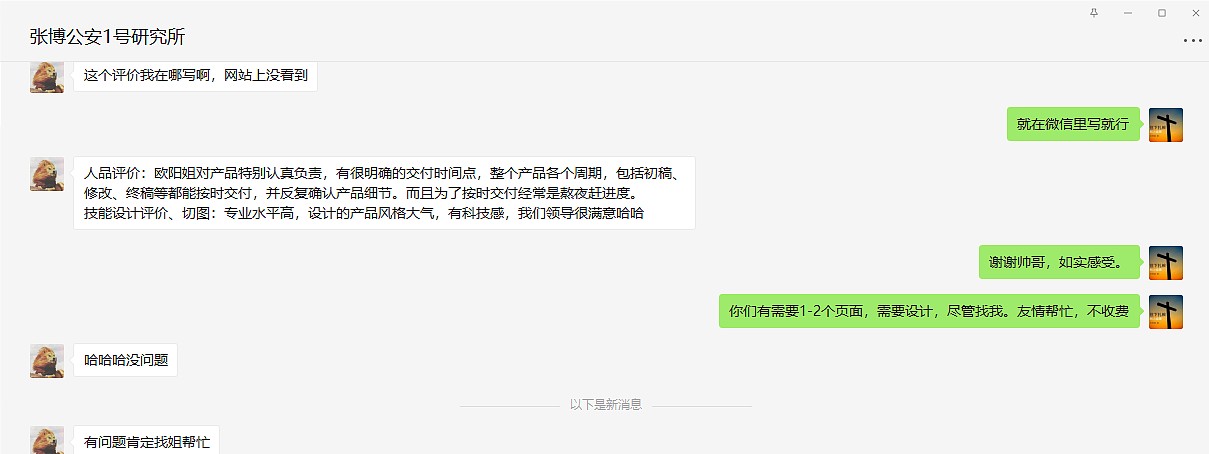 张博公安1号研究所
这个评价我在哪写啊，网站上没看到
就在微信里写就行
人品评价：欧阳姐对产品特别认真负责，有很明确的交付时间点，整个产品各个周期，包括初稿、
修改、终稿等都能按时交付，并反复确认产品细节。而且为了按时交付经常是熬夜赶进度。
技能设计评价、切图：专业水平高，设计的产品风格大气，有科技感，我们领导很满意哈哈
谢谢帅哥，如实感受。
你们有需要1-2个页面，需要设计，尽管找我。友情帮忙，不收费
哈哈哈没问题
以下是新消息
有问题肯定找姐帮忙